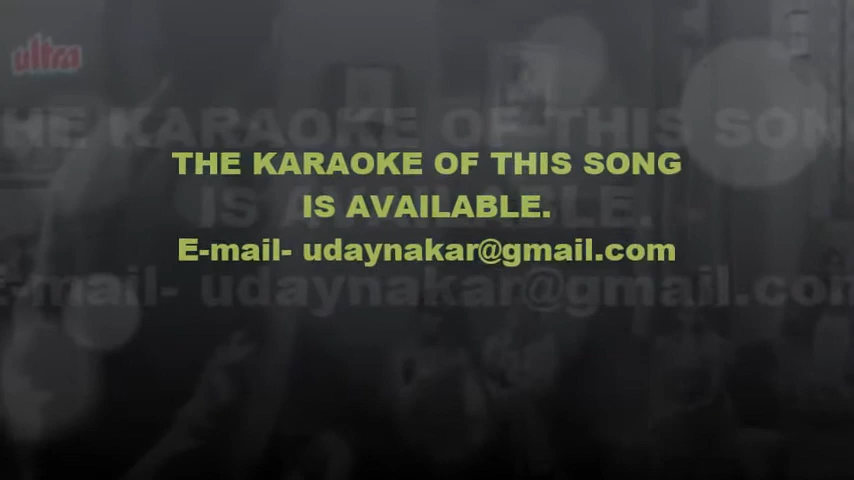 ultra
THE KARAOKE OF THIS SONG
IS AVAILABLE.
E-mail- udaynakar@gmail.com